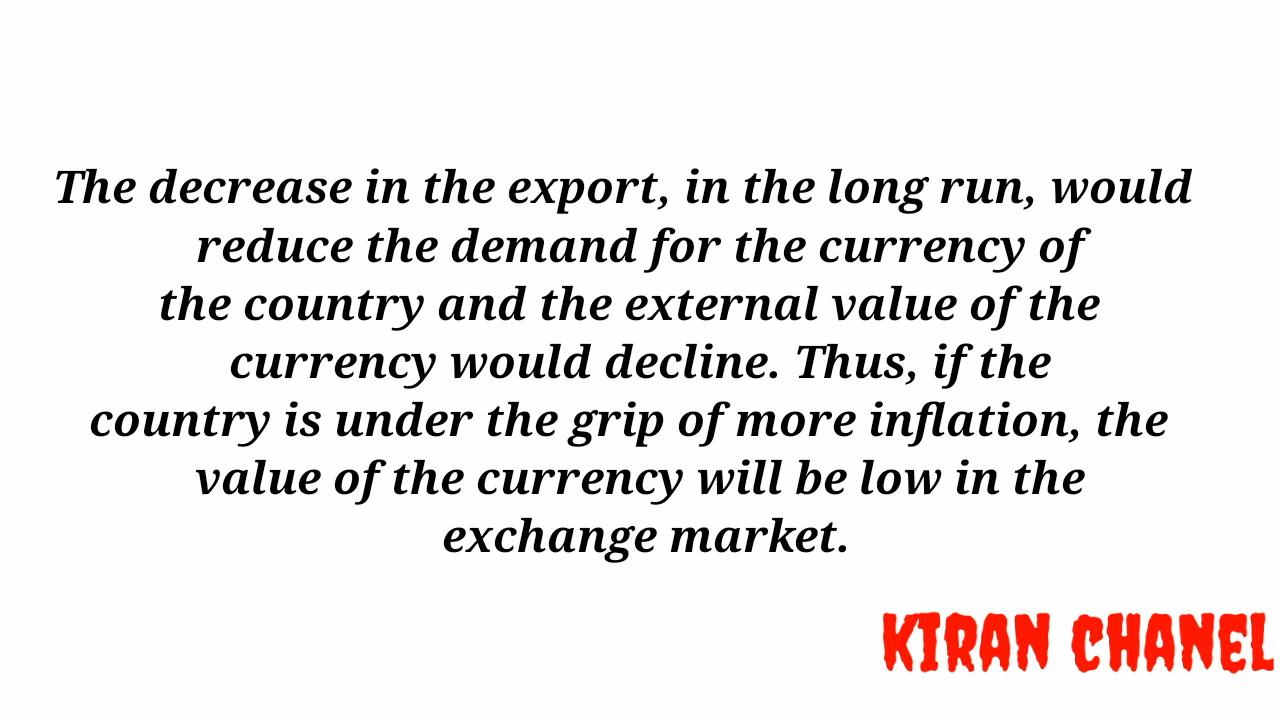 The decrease in the export, in the long run, would
reduce the demand for the currency of
the country and the external value of the
currency would decline. Thus, if the
country is under the grip of more inflation, the
value of the currency will be low in the
exchange market.
KIRAN CHANEL